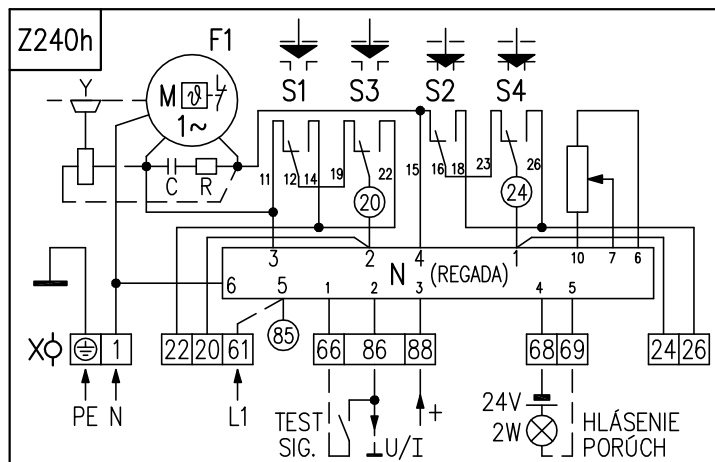 Z240h
F1
S1 S3 S2 S4
Y
M ϑ
1~
C R
11 12 14 19 22 15 16 18 23 26
20 24
3 2 4 1 10 7 6
N (REGADA)
6 5 1 2 3 4 5
85
X
1 22 20 61 66 86 88 68 69 24 26
PE N L1
TEST
SIG.
U/I
+
24V
2W
HLÁSENIE
PORÚCH